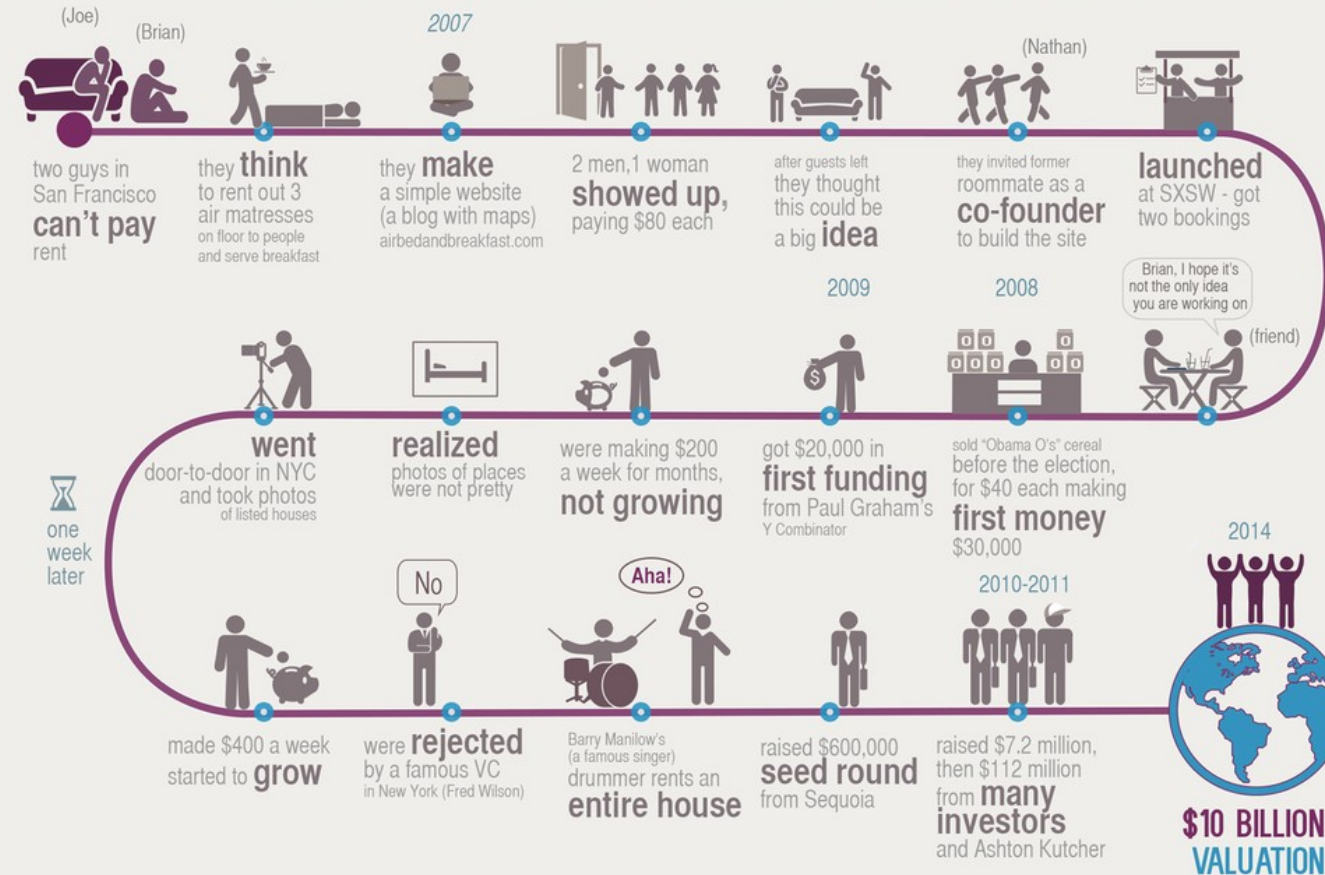 (Joe)
(Brian)
two guys in
San Francisco
can't pay
rent
they think
to rent out 3
air matresses
on floor to people
and serve breakfast
2007
they make
a simple website
(a blog with maps)
airbedandbreakfast.com
2 men,1 woman
showed up,
paying $80 each
after guests left
they thought
this could be
a big idea
(Nathan)
they invited former
roommate as a
co-founder
to build the site
launched
at SXSW - got
two bookings
Brian, I hope it's
not the only idea
you are working on
(friend)
2008
0 0 0
0 0 0 0 0
sold "Obama O's" cereal
before the election,
for $40 each making
first money
$30,000
2009
$
got $20,000 in
first funding
from Paul Graham's
Y Combinator
were making $200
a week for months,
not growing
realized
photos of places
were not pretty
went
door-to-door in NYC
and took photos
of listed houses
one
week
later
made $400 a week
started to grow
No
were rejected
by a famous VC
in New York (Fred Wilson)
Aha!
Barry Manilow's
(a famous singer)
drummer rents an
entire house
raised $600,000
seed round
from Sequoia
2010-2011
raised $7.2 million,
then $112 million
from many
investors
and Ashton Kutcher
2014
$10 BILLION
VALUATION